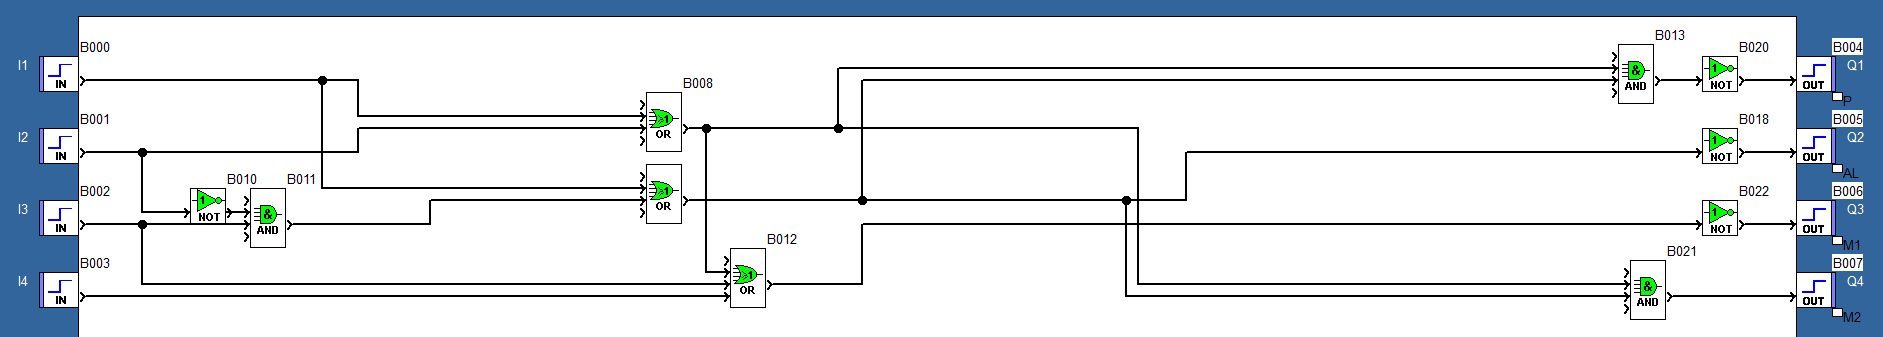 B000
I1
IN
B001
I2
IN
B002
I3
IN
B003
I4
IN
B010
1
NOT
B011
&
AND
B008
≥1
OR
≥1
OR
B012
≥1
OR
B013
&
AND
B020
1
NOT
B018
1
NOT
B022
1
NOT
B021
&
AND
B004
Q1
OUT
P
B005
Q2
OUT
AL
B006
Q3
OUT
M1
B007
Q4
OUT
M2